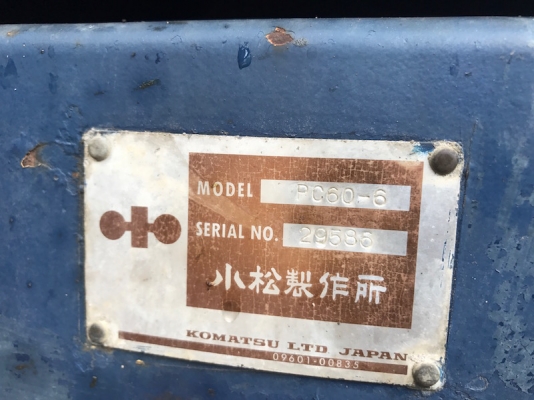 MODEL PC60-6
SERIAL NO. 29586
小松製作所
KOMATSU LTD JAPAN
09601-00835